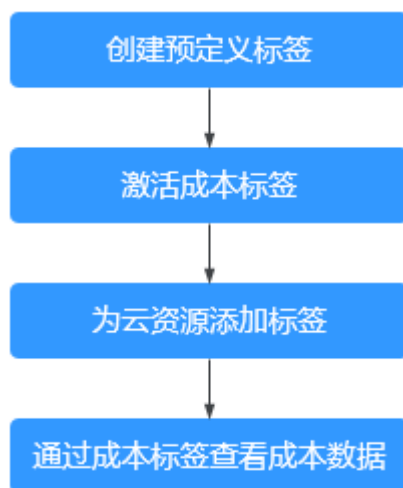 创建预定义标签
激活成本标签
为云资源添加标签
通过成本标签查看成本数据